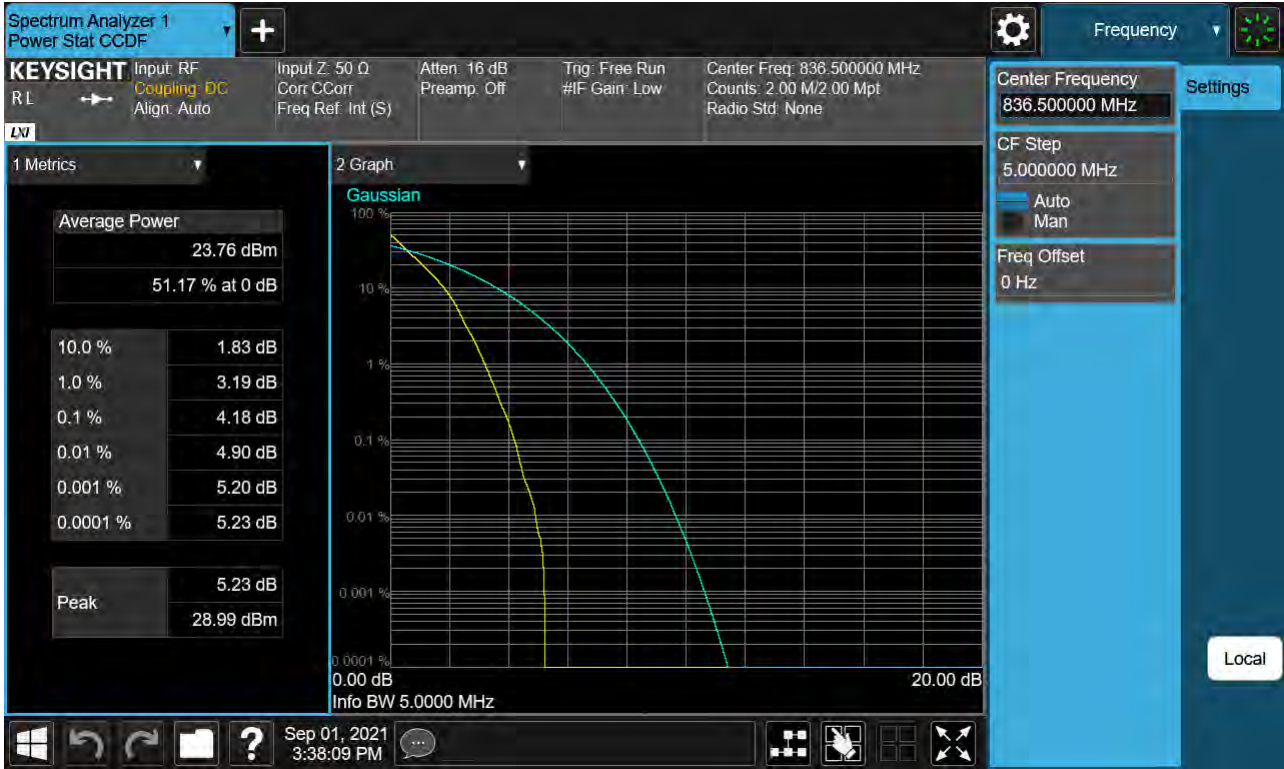 Spectrum Analyzer 1
Power Stat CCDF
Frequency
KEYSIGHT
R L
LXI
Input: RF
Coupling: DC
Align: Auto
Input Z: 50 Ω
Corr CCorr
Freq Ref: Int (S)
Atten: 16 dB
Preamp: Off
Trig: Free Run
#IF Gain: Low
Center Freq: 836.500000 MHz
Counts: 2.00 M/2.00 Mpt
Radio Std: None
Center Frequency
836.500000 MHz
Settings
CF Step
5.000000 MHz
Auto
Man
Freq Offset
0 Hz
Local
1 Metrics
Average Power
23.76 dBm
51.17 % at 0 dB
10.0 % 1.83 dB
1.0 % 3.19 dB
0.1 % 4.18 dB
0.01 % 4.90 dB
0.001 % 5.20 dB
0.0001 % 5.23 dB
Peak
5.23 dB
28.99 dBm
2 Graph
Gaussian
100 %
10 %
1 %
0.1 %
0.01 %
0.001 %
0.0001 %
0.00 dB 20.00 dB
Info BW 5.0000 MHz
Sep 01, 2021
3:38:09 PM